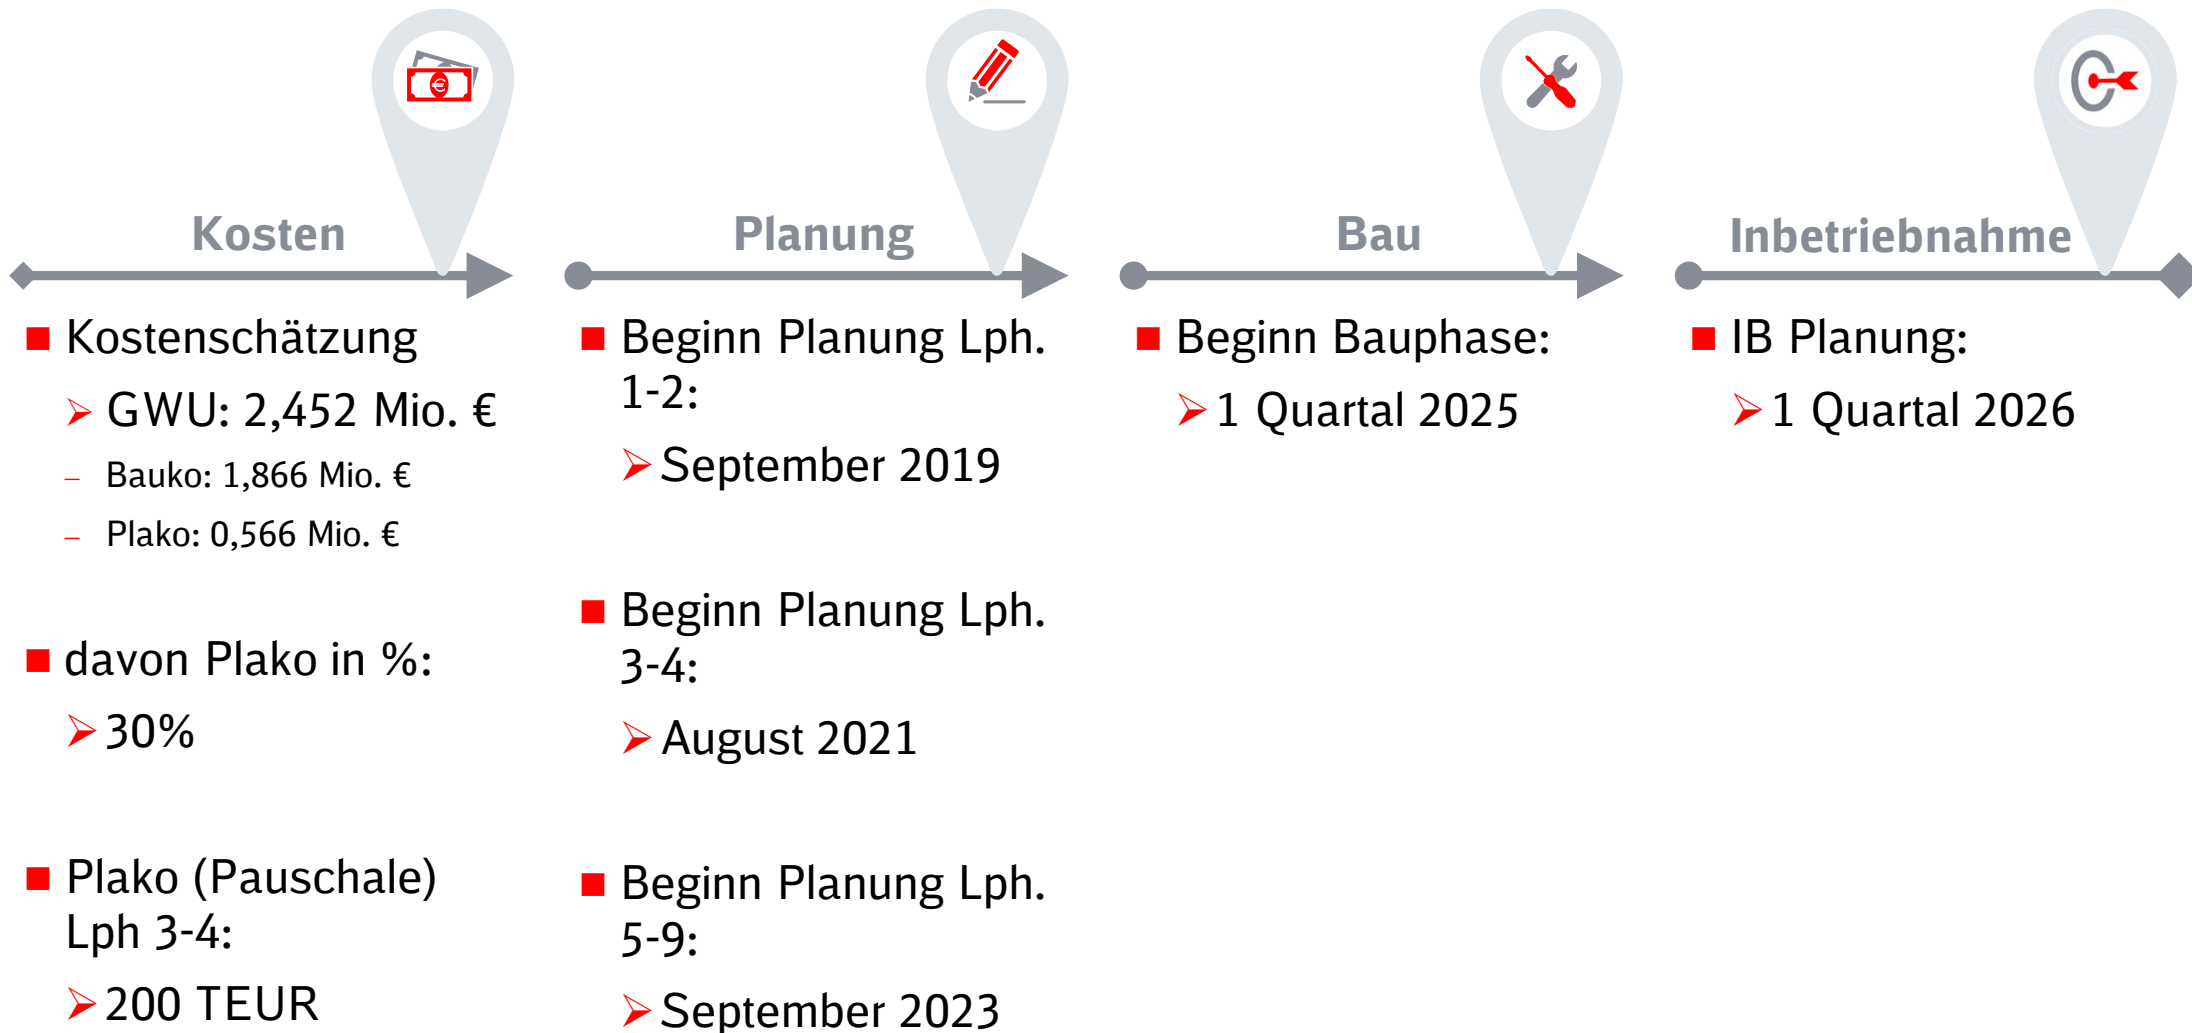 Kosten
Kostenschätzung
GWU: 2,452 Mio. €
– Bauko: 1,866 Mio. €
– Plako: 0,566 Mio. €
davon Plako in %:
30%
Plako (Pauschale)
Lph 3-4:
200 TEUR
Planung
Beginn Planung Lph.
1-2:
September 2019
Beginn Planung Lph.
3-4:
August 2021
Beginn Planung Lph.
5-9:
September 2023
Bau
Beginn Bauphase:
1 Quartal 2025
Inbetriebnahme
IB Planung:
1 Quartal 2026